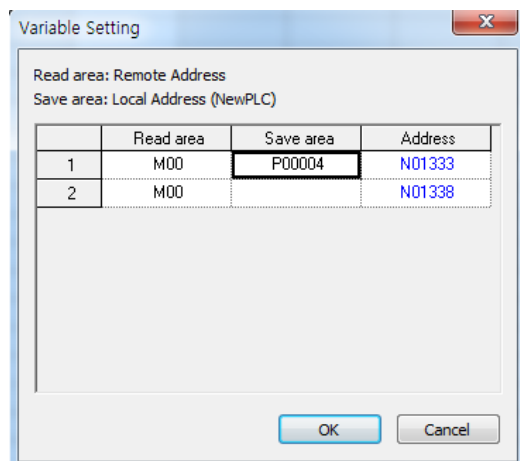 Variable Setting
Read area: Remote Address
Save area: Local Address (NewPLC)
Read area Save area Address
1 M00 P00004 N01333
2 M00 N01338
OK Cancel